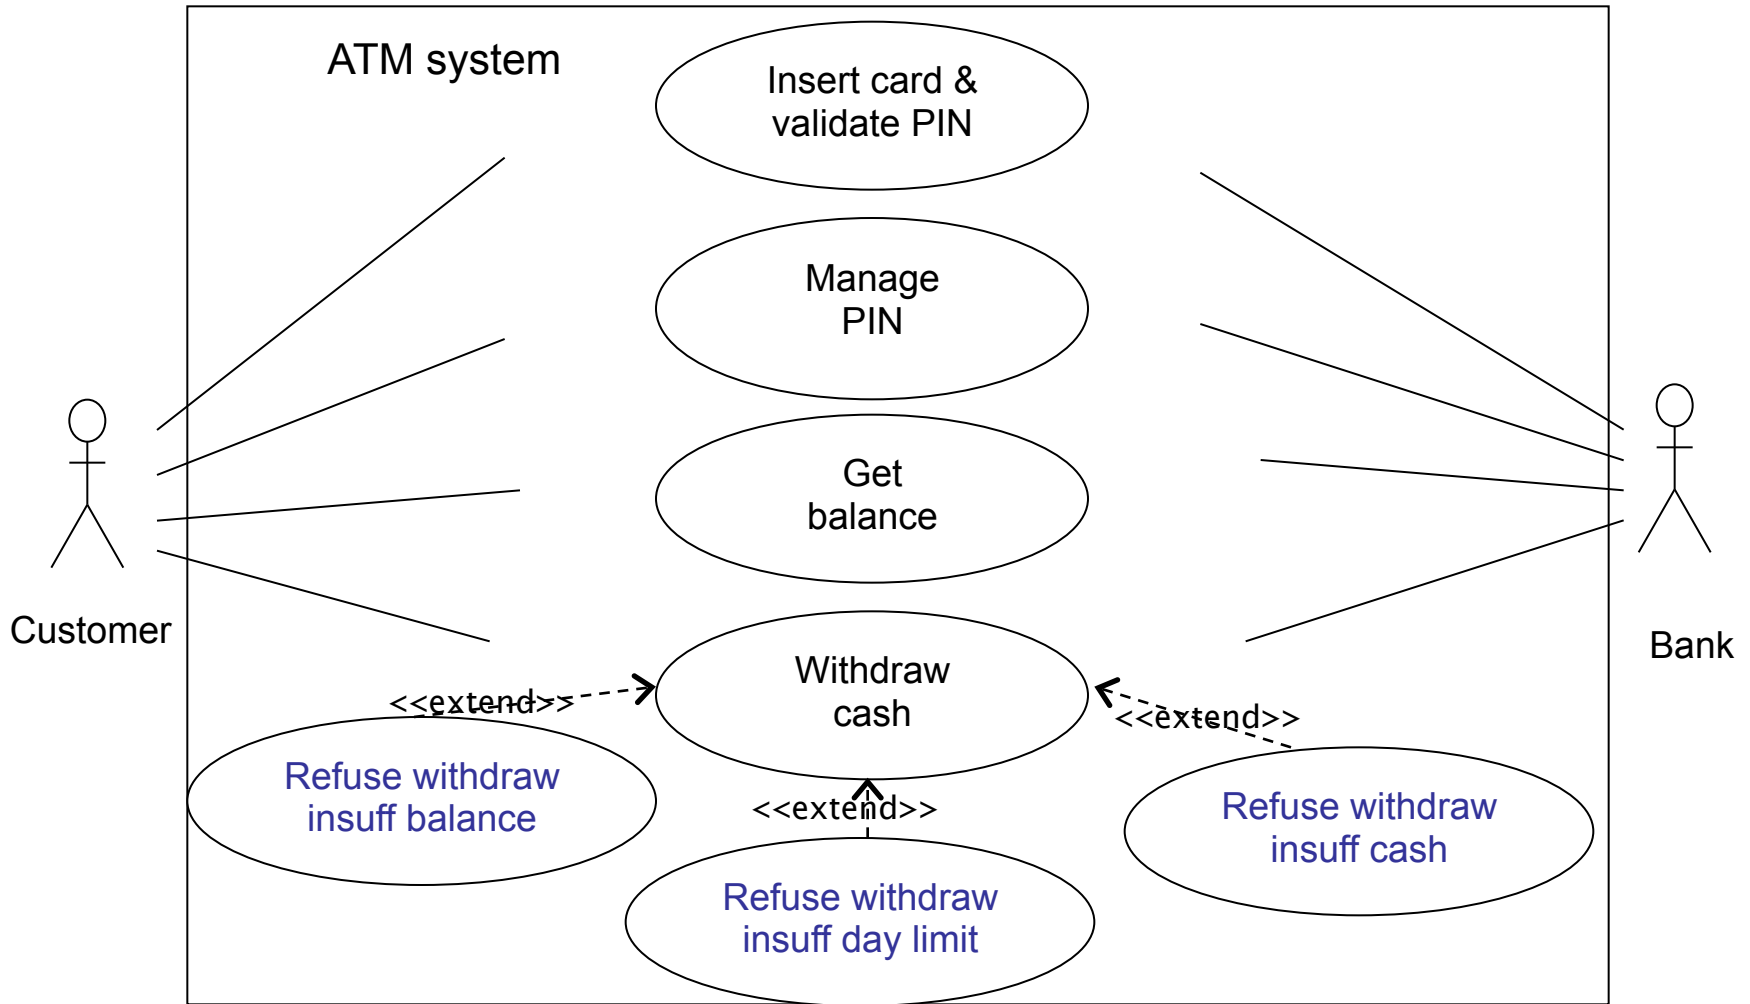 ATM system
Insert card &
validate PIN
Manage
PIN
Get
balance
Customer
Bank
Withdraw
cash
<<extend>>
<<extend>>
<<extend>>
Refuse withdraw
insuff balance
Refuse withdraw
insuff day limit
Refuse withdraw
insuff cash